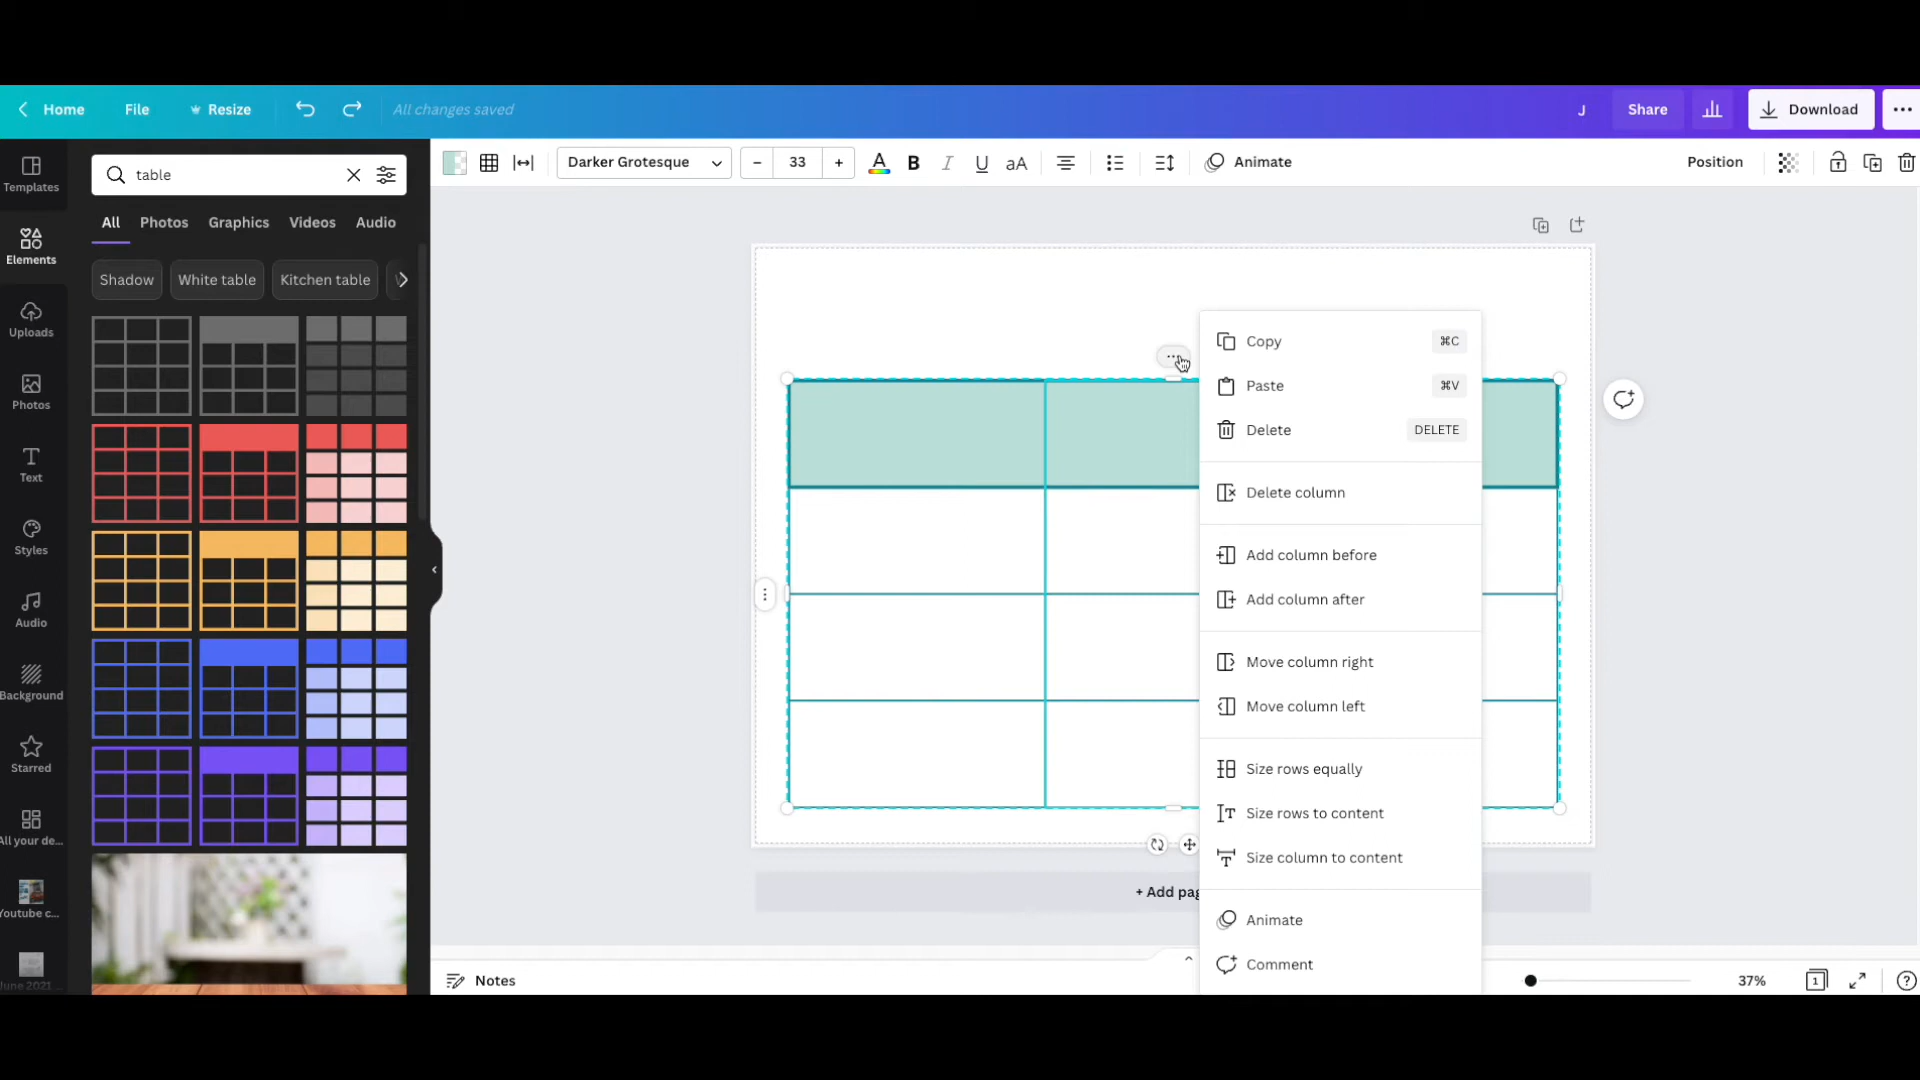 Home
File
Resize
All changes saved
J
Share
Download
Templates
Elements
Uploads
Photos
Text
Styles
Audio
Background
Starred
All your de...
Youtube c...
June 2021 ...
table
All
Photos
Graphics
Videos
Audio
Shadow
White table
Kitchen table
Darker Grotesque
33
B
I
U
aA
Animate
Position
Copy ⌘C
Paste ⌘V
Delete DELETE
Delete column
Add column before
Add column after
Move column right
Move column left
Size rows equally
Size rows to content
Size column to content
Animate
Comment
+ Add pag
Notes
37%
1